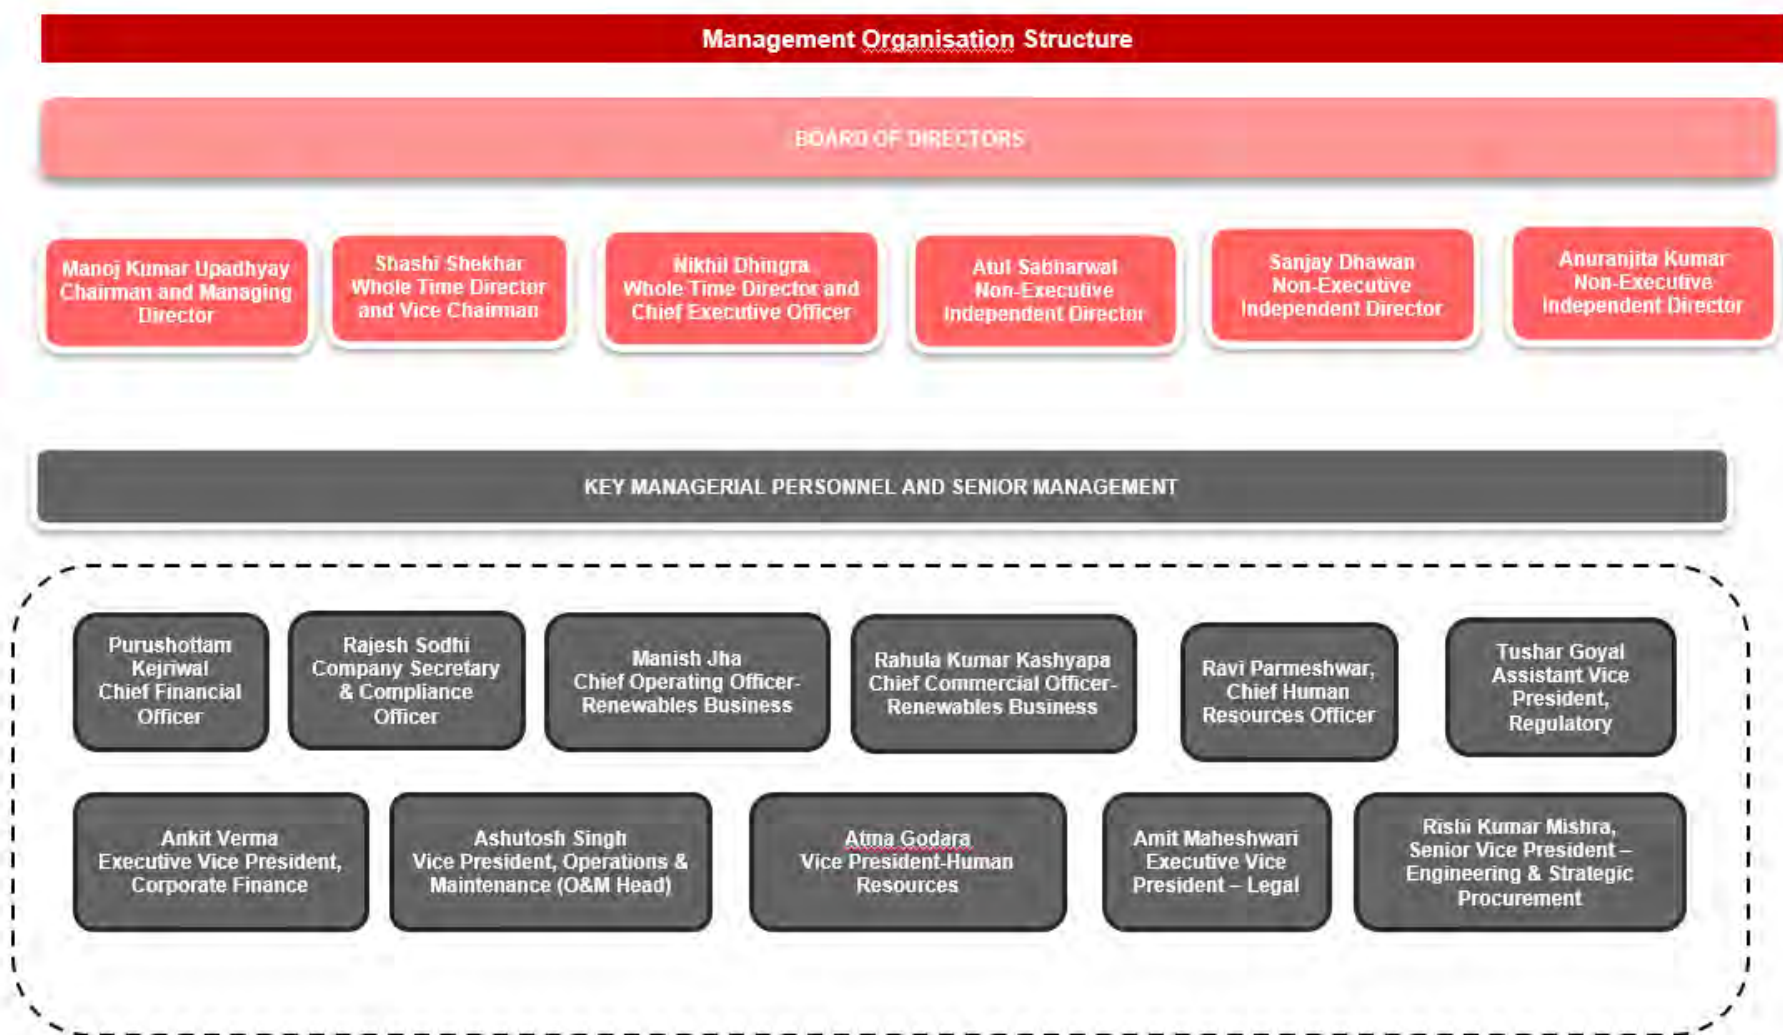 Management Organisation Structure
BOARD OF DIRECTORS
Manoj Kumar Upadhyay
Chairman and Managing
Director
Shashi Shekhar
Whole Time Director
and Vice Chairman
Nikhil Dhingra
Whole Time Director and
Chief Executive Officer
Atul Sabharwal
Non-Executive
Independent Director
Sanjay Dhawan
Non-Executive
Independent Director
Anuranjita Kumar
Non-Executive
Independent Director
KEY MANAGERIAL PERSONNEL AND SENIOR MANAGEMENT
Purushottam
Kejriwal
Chief Financial
Officer
Rajesh Sodhi
Company Secretary
& Compliance
Officer
Manish Jha
Chief Operating Officer-
Renewables Business
Rahula Kumar Kashyapa
Chief Commercial Officer-
Renewables Business
Ravi Parmeshwar,
Chief Human
Resources Officer
Tushar Goyal
Assistant Vice
President,
Regulatory
Ankit Verma
Executive Vice President,
Corporate Finance
Ashutosh Singh
Vice President, Operations &
Maintenance (O&M Head)
Atma Godara
Vice President-Human
Resources
Amit Maheshwari
Executive Vice
President – Legal
Rishi Kumar Mishra,
Senior Vice President –
Engineering & Strategic
Procurement